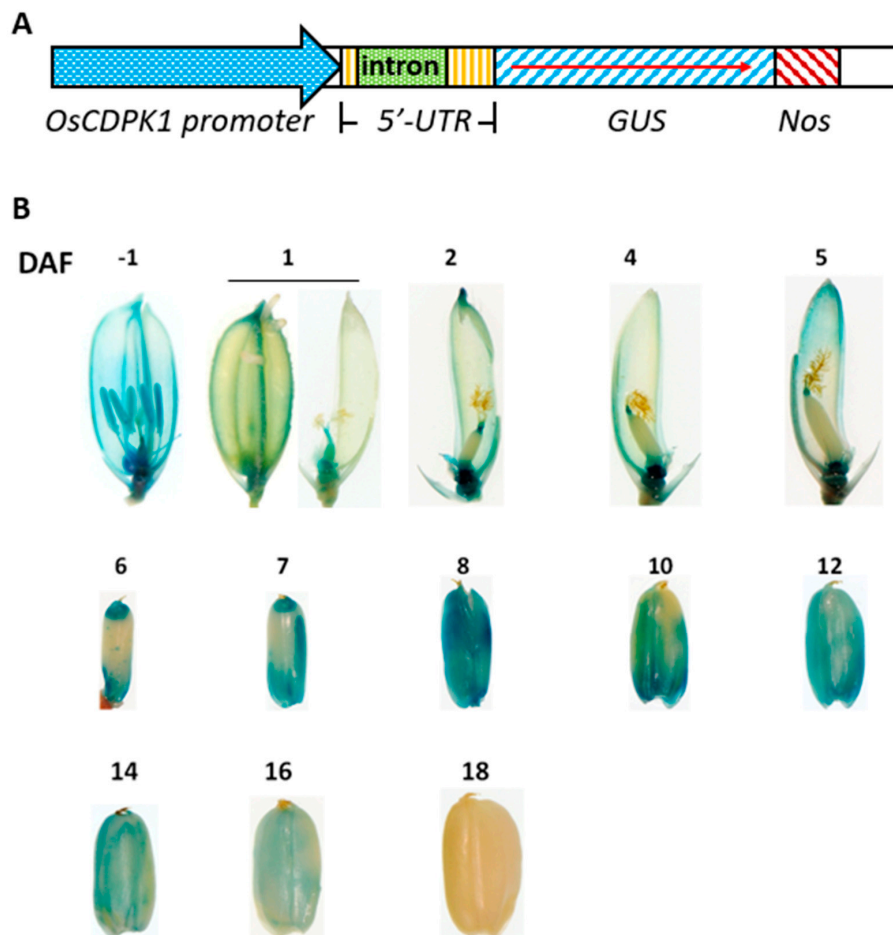 A
intron
OsCDPK1 promoter 5’-UTR GUS Nos
B
DAF -1 1 2 4 5
6 7 8 10 12
14 16 18